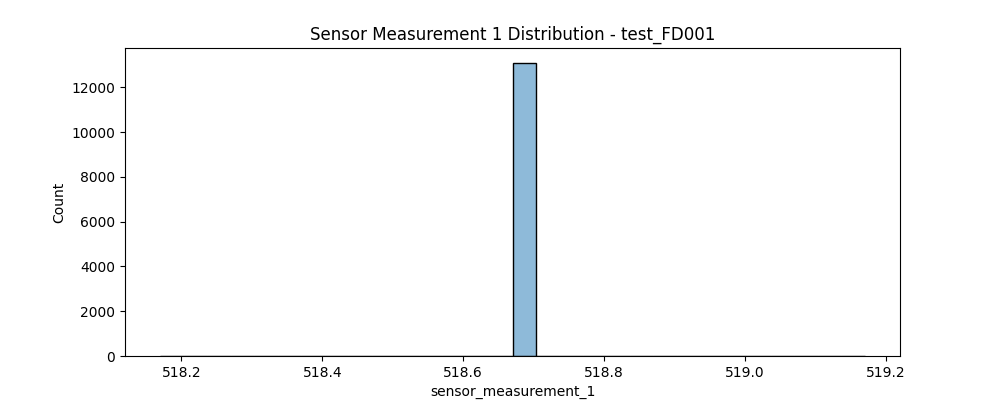 Sensor Measurement 1 Distribution - test_FD001
12000
10000
8000
6000
4000
2000
0
Count
518.2 518.4 518.6 518.8 519.0 519.2
sensor_measurement_1